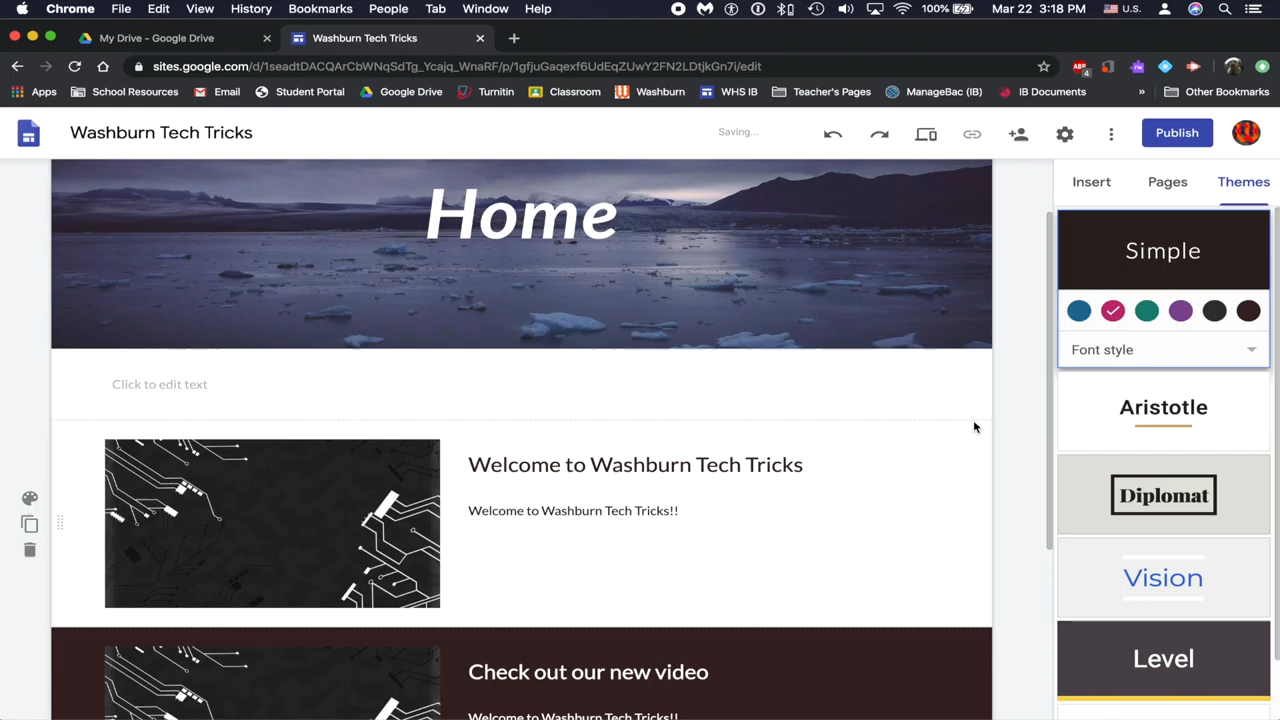 Chrome File Edit View History Bookmarks People Tab Window Help 100% Mar 22 3:18 PM U.S.
My Drive - Google Drive Washburn Tech Tricks
sites.google.com/d/1seadtDACQArCbWNqSdTg_Ycajq_WnaRF/p/1gfjuGaqexf6UdEqZUwY2FN2LDtjkGn7i/edit
ABP 4 rw
Apps School Resources Email Student Portal Google Drive Turnitin Classroom Washburn WHS IB Teacher's Pages ManageBac (IB) IB Documents » Other Bookmarks
Washburn Tech Tricks Saving... Publish
Insert Pages Themes
Home
Simple
Font style
Click to edit text
Aristotle
Welcome to Washburn Tech Tricks
Diplomat
Welcome to Washburn Tech Tricks!!
Vision
Level
Check out our new video
Welcome to Washburn Tech Tricks!!